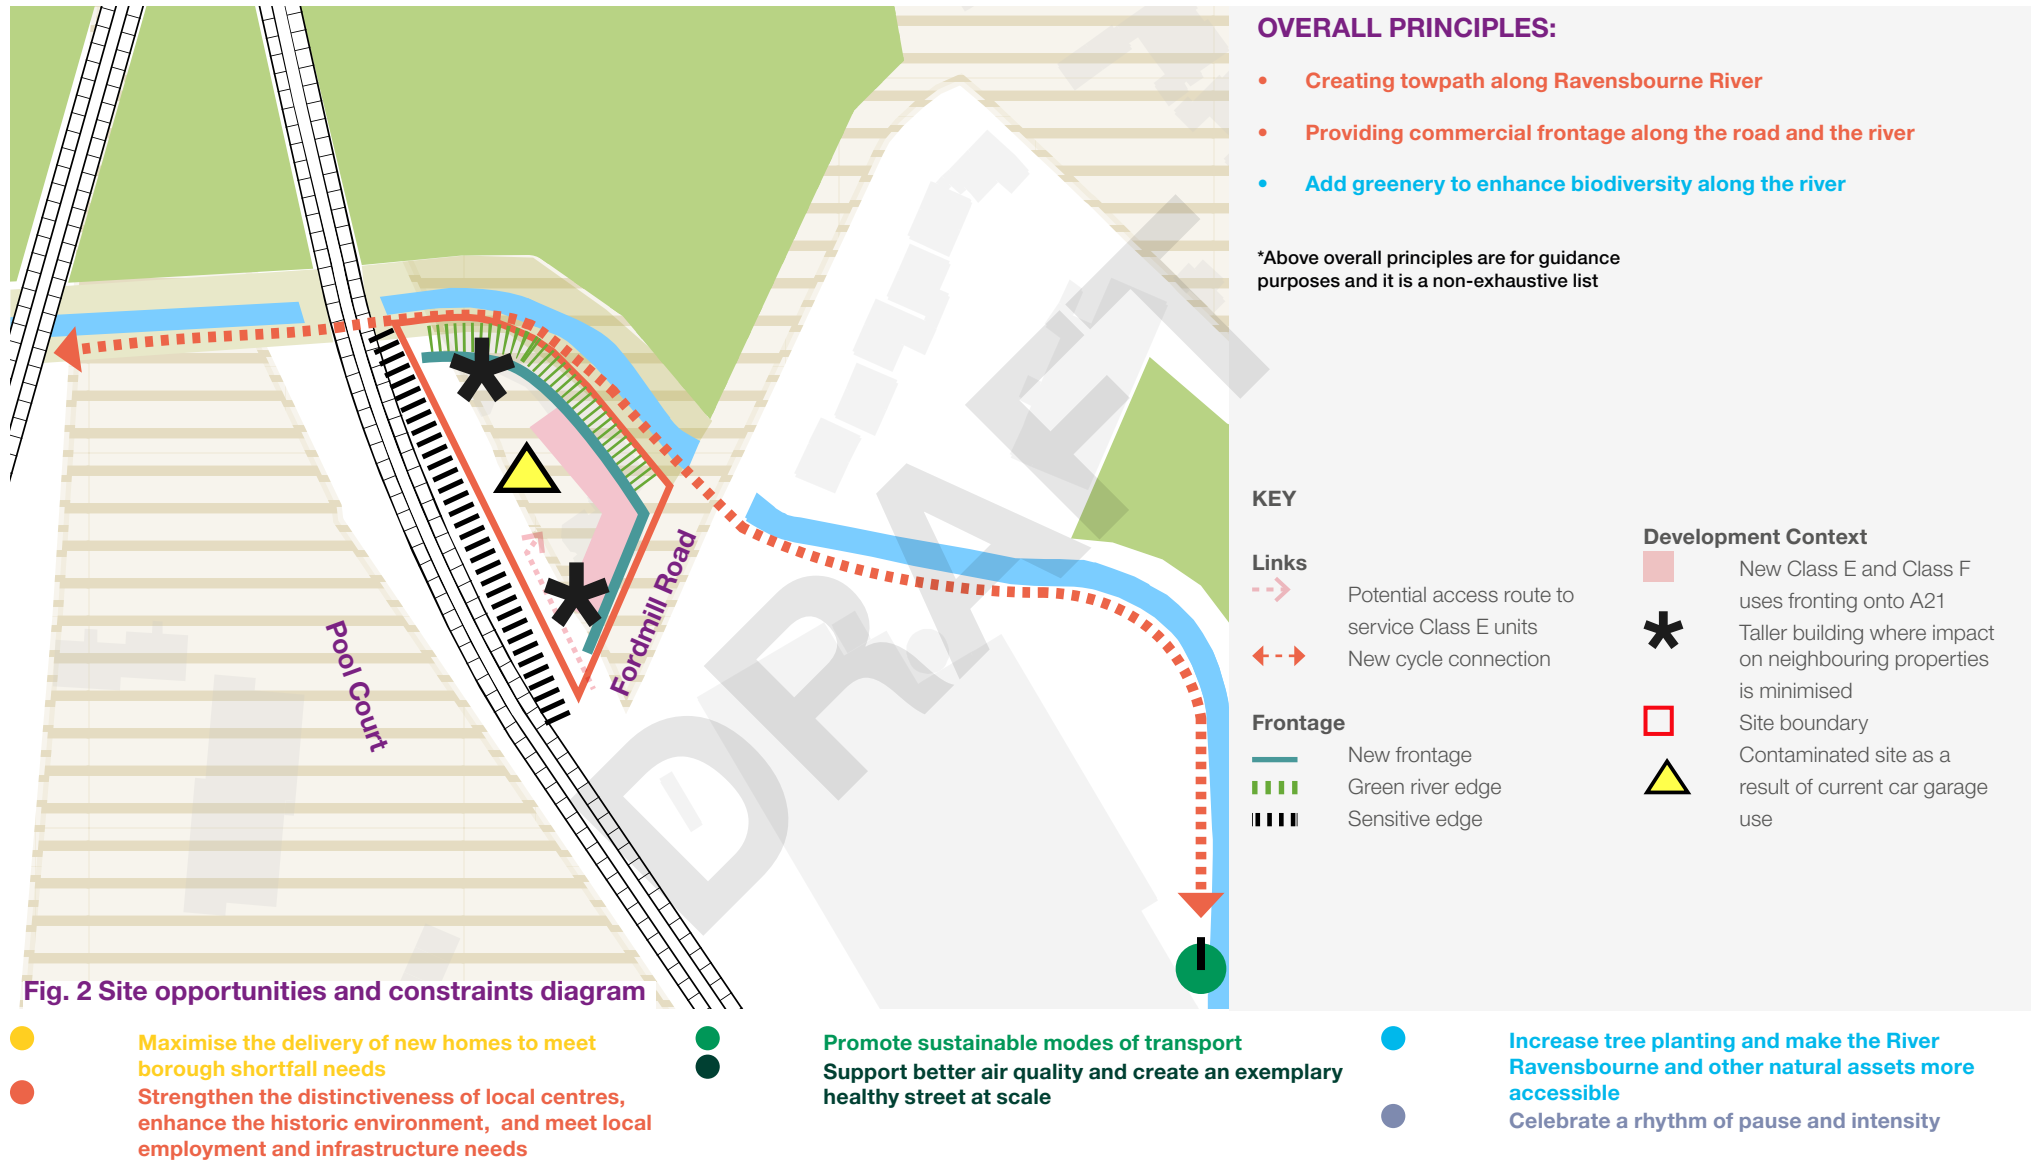 OVERALL PRINCIPLES:
• Creating towpath along Ravensbourne River
• Providing commercial frontage along the road and the river
• Add greenery to enhance biodiversity along the river
*Above overall principles are for guidance
purposes and it is a non-exhaustive list
DRAFT
Fordmill Road
Pool Court
KEY
Links
Potential access route to
service Class E units
New cycle connection
Frontage
New frontage
Green river edge
Sensitive edge
Development Context
New Class E and Class F
uses fronting onto A21
Taller building where impact
on neighbouring properties
is minimised
Site boundary
Contaminated site as a
result of current car garage
use
Fig. 2 Site opportunities and constraints diagram
Maximise the delivery of new homes to meet
borough shortfall needs
Strengthen the distinctiveness of local centres,
enhance the historic environment, and meet local
employment and infrastructure needs
Promote sustainable modes of transport
Support better air quality and create an exemplary
healthy street at scale
Increase tree planting and make the River
Ravensbourne and other natural assets more
accessible
Celebrate a rhythm of pause and intensity